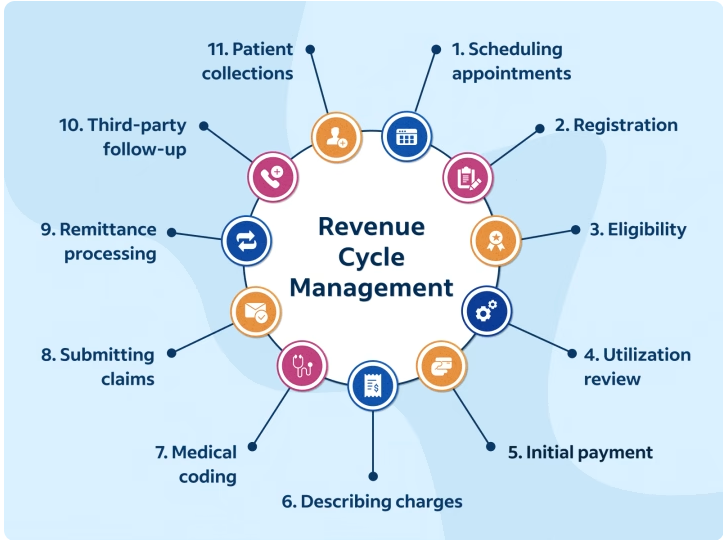 Revenue
Cycle
Management
1. Scheduling
appointments
2. Registration
3. Eligibility
4. Utilization
review
5. Initial payment
6. Describing charges
7. Medical
coding
8. Submitting
claims
9. Remittance
processing
10. Third-party
follow-up
11. Patient
collections